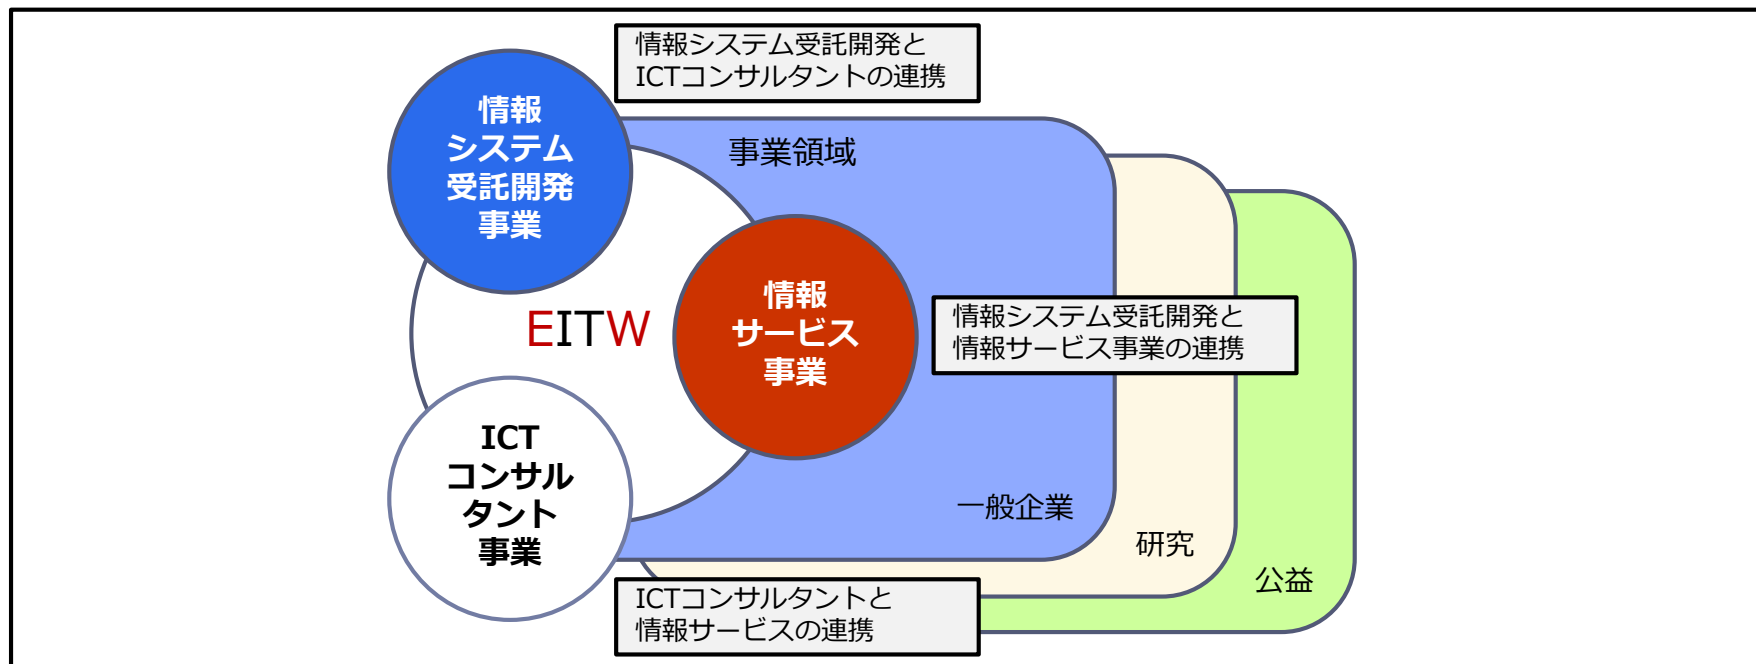 情報システム受託開発と
ICTコンサルタントの連携
情報
システム
受託開発
事業
事業領域
EITW
情報
サービス
事業
情報システム受託開発と
情報サービス事業の連携
ICT
コンサル
タント
事業
一般企業
研究
公益
ICTコンサルタントと
情報サービスの連携